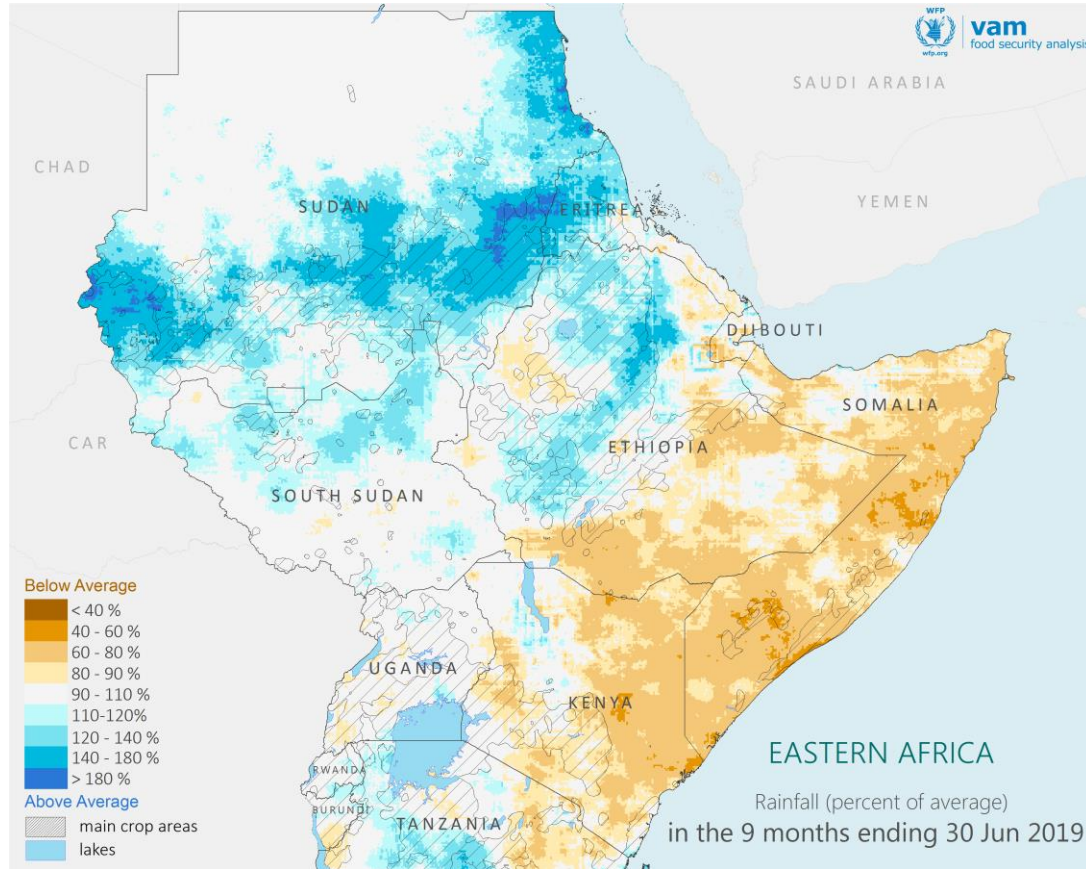 WFP
wfp.org
vam
food security analysis
SAUDI ARABIA
CHAD
YEMEN
SUDAN
ERITREA
DJIBOUTI
SOMALIA
CAR
ETHIOPIA
SOUTH SUDAN
UGANDA
KENYA
RWANDA
BURUNDI
TANZANIA
Below Average
< 40 %
40 - 60 %
60 - 80 %
80 - 90 %
90 - 110 %
110-120%
120 - 140 %
140 - 180 %
> 180 %
Above Average
main crop areas
lakes
EASTERN AFRICA
Rainfall (percent of average)
in the 9 months ending 30 Jun 2019